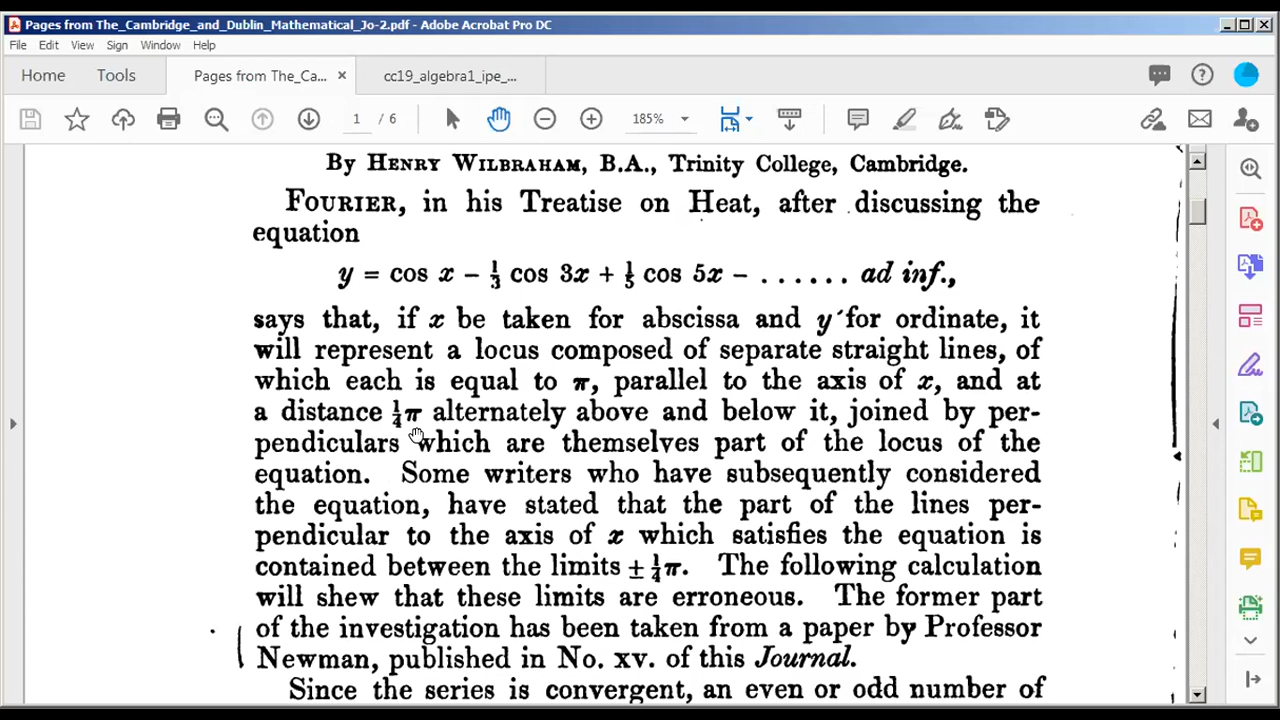 Pages from The_Cambridge_and_Dublin_Mathematical_Jo-2.pdf - Adobe Acrobat Pro DC
File Edit View Sign Window Help
Home Tools Pages from The_Ca... × cc19_algebra1_ipe_...
1 / 6 185%
By HENRY WILBRAHAM, B.A., Trinity College, Cambridge.
FOURIER, in his Treatise on Heat, after discussing the
equation
y = cos x − ⅓ cos 3x + ⅕ cos 5x − ...... ad inf.,
says that, if x be taken for abscissa and y for ordinate, it
will represent a locus composed of separate straight lines, of
which each is equal to π, parallel to the axis of x, and at
a distance ¼π alternately above and below it, joined by per-
pendiculars which are themselves part of the locus of the
equation. Some writers who have subsequently considered
the equation, have stated that the part of the lines per-
pendicular to the axis of x which satisfies the equation is
contained between the limits ± ¼π. The following calculation
will shew that these limits are erroneous. The former part
of the investigation has been taken from a paper by Professor
Newman, published in No. XV. of this Journal.
Since the series is convergent, an even or odd number of